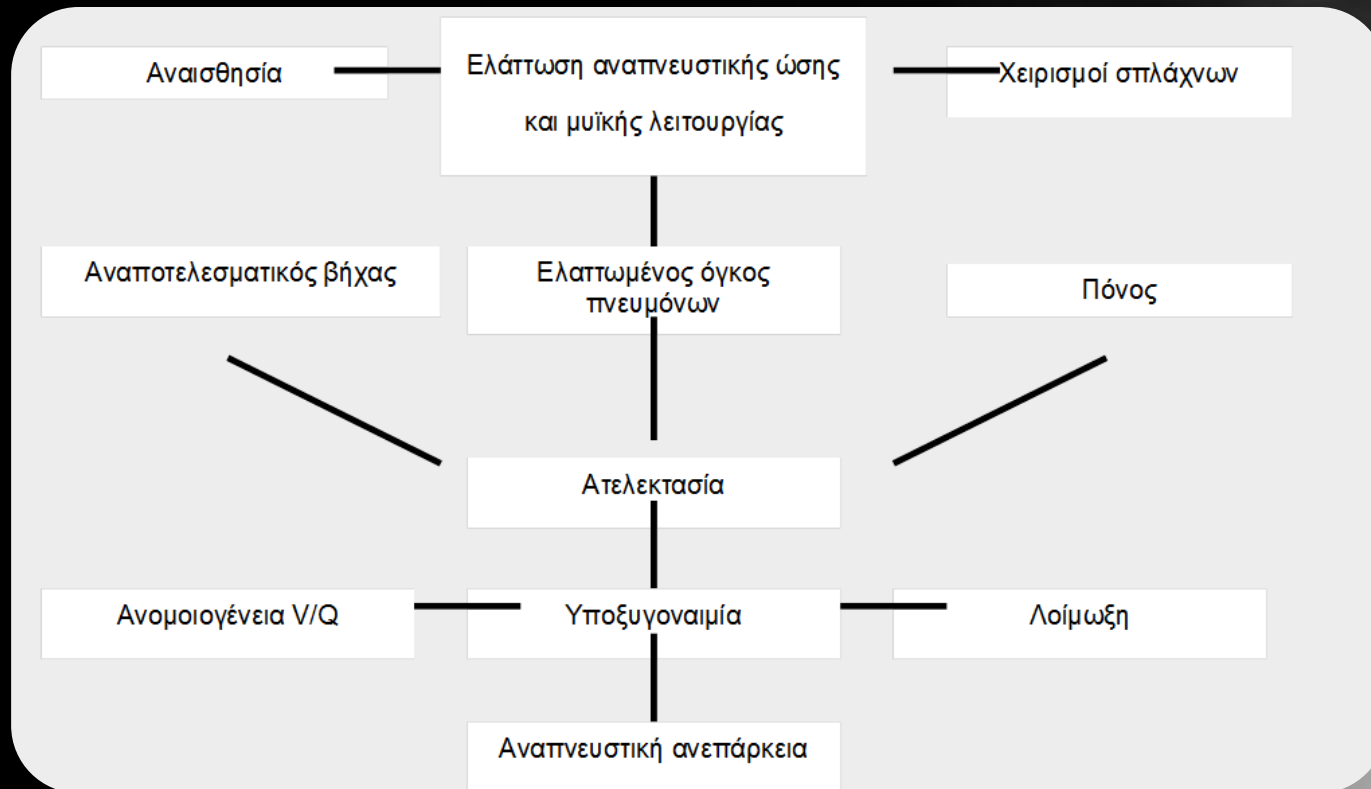 Αναισθησία
Ελάττωση αναπνευστικής ώσης
και μυϊκής λειτουργίας
Χειρισμοί σπλάχνων
Αναποτελεσματικός βήχας
Ελαττωμένος όγκος
πνευμόνων
Πόνος
Ατελεκτασία
Ανομοιογένεια V/Q
Υποξυγοναιμία
Λοίμωξη
Αναπνευστική ανεπάρκεια